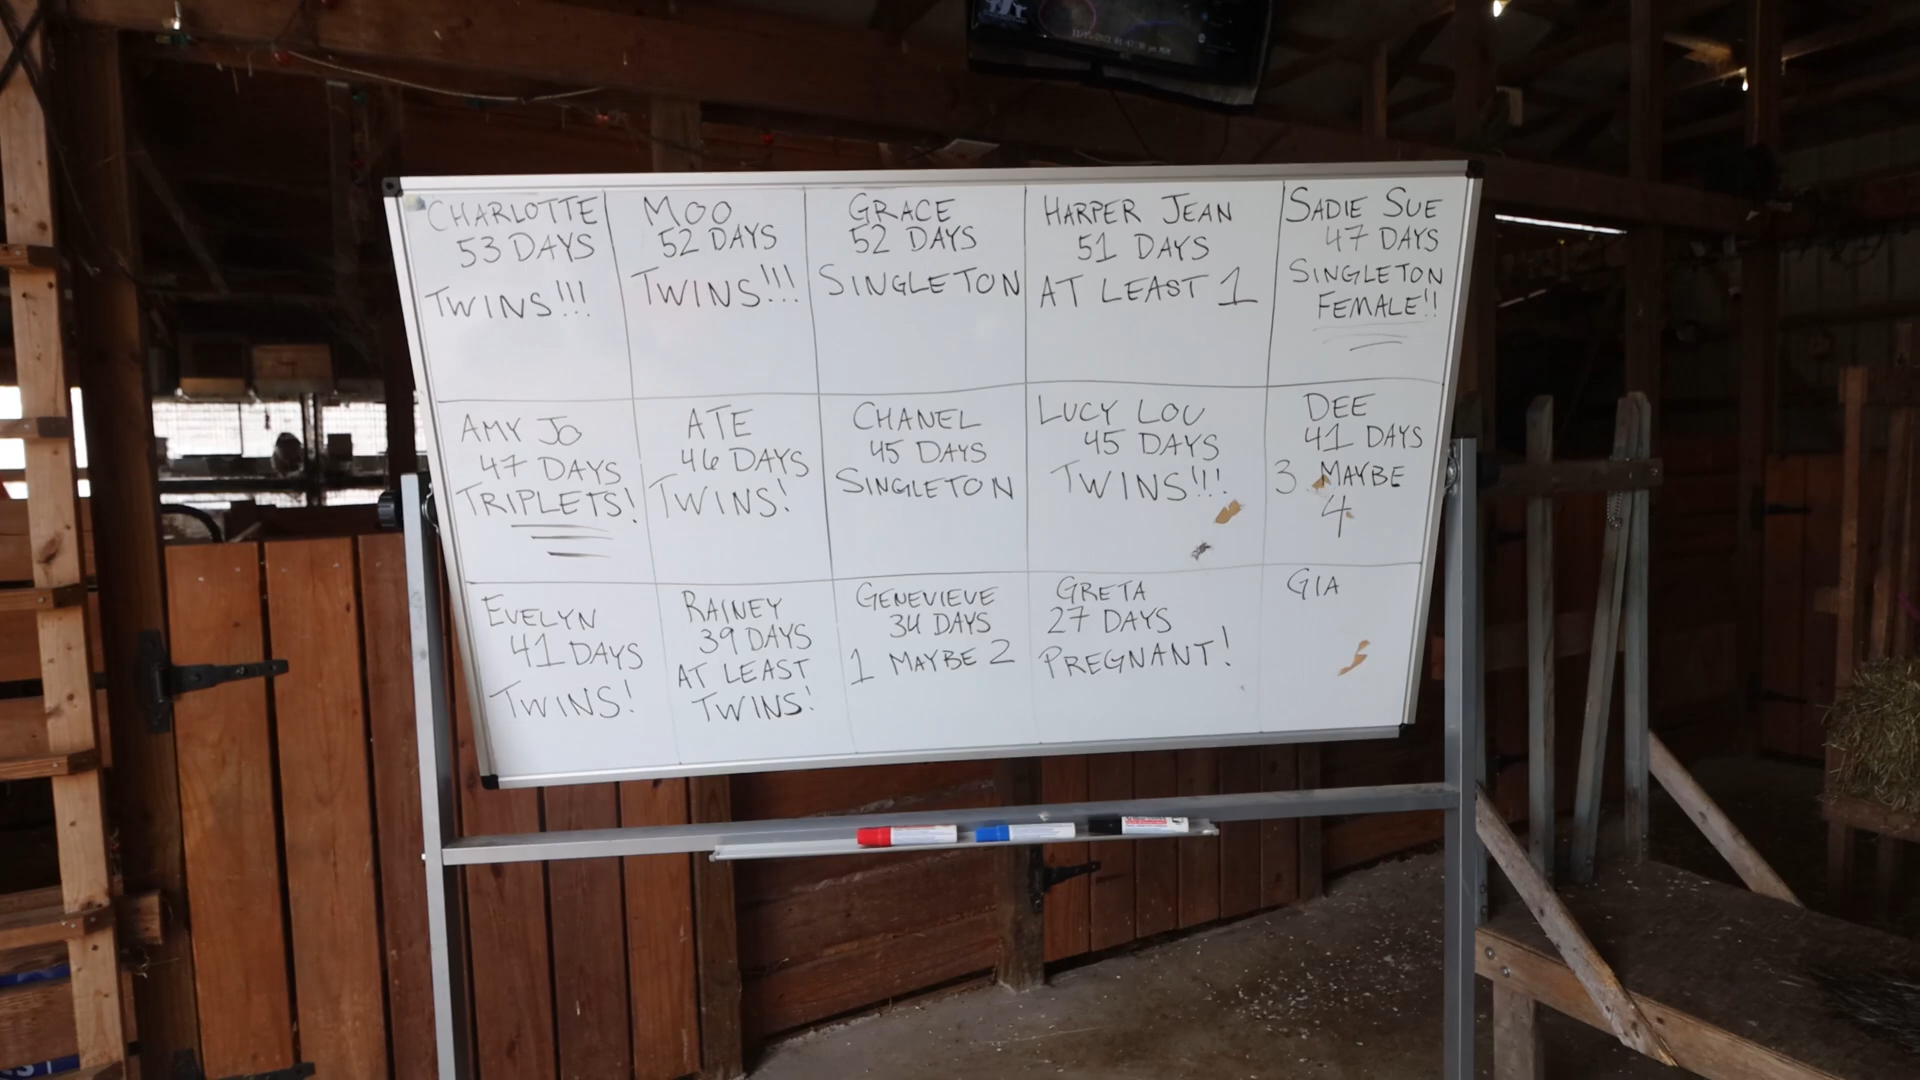 CHARLOTTE
53 DAYS
TWINS!!!
MOO
52 DAYS
TWINS!!!
GRACE
52 DAYS
SINGLETON
HARPER JEAN
51 DAYS
AT LEAST 1
SADIE SUE
47 DAYS
SINGLETON
FEMALE!!
AMY JO
47 DAYS
TRIPLETS!
ATE
46 DAYS
TWINS!
CHANEL
45 DAYS
SINGLETON
LUCY LOU
45 DAYS
TWINS!!!
DEE
41 DAYS
3 MAYBE
4
EVELYN
41 DAYS
TWINS!
RAINEY
39 DAYS
AT LEAST
TWINS!
GENEVIEVE
34 DAYS
1 MAYBE 2
GRETA
27 DAYS
PREGNANT!
GIA